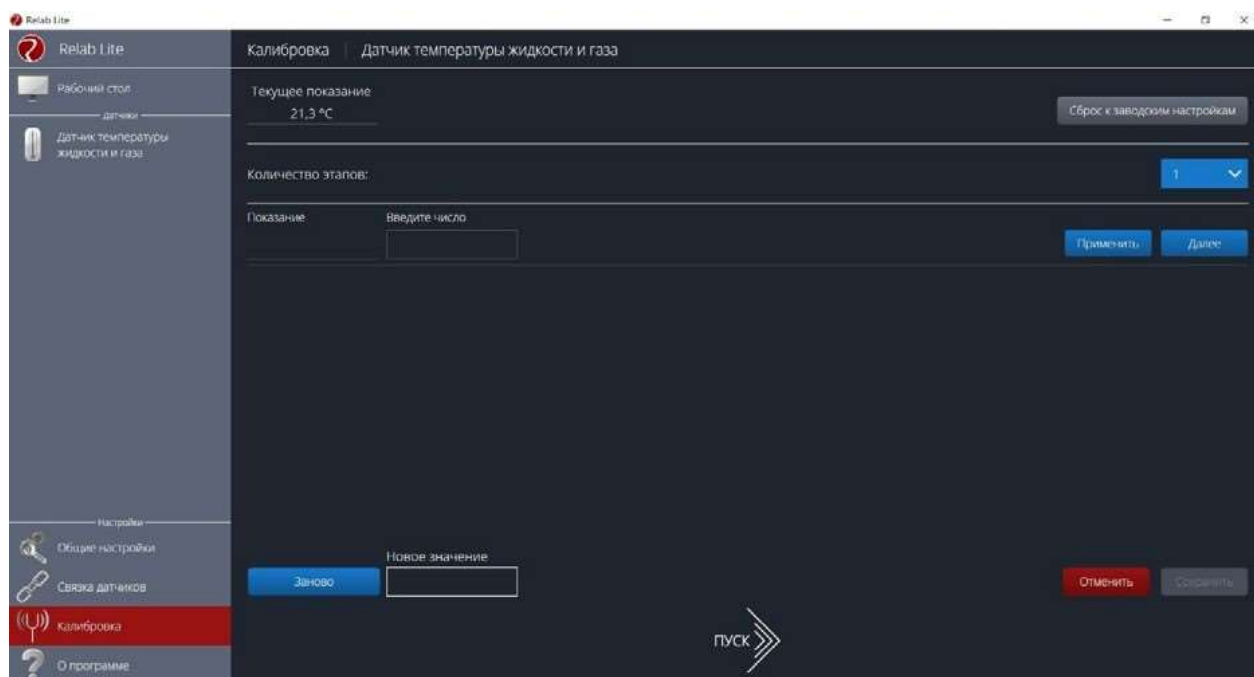 Relab Lite
Relab Lite
Рабочий стол
Датчики
Датчик температуры
жидкости и газа
Настройки
Общие настройки
Связка датчиков
Калибровка
О программе
Калибровка Датчик температуры жидкости и газа
Текущее показание
21,3 °C
Сброс к заводским настройкам
Количество этапов:
1
Показание Введите число
Применить Далее
Новое значение
Заново
Отменить Сохранить
ПУСК